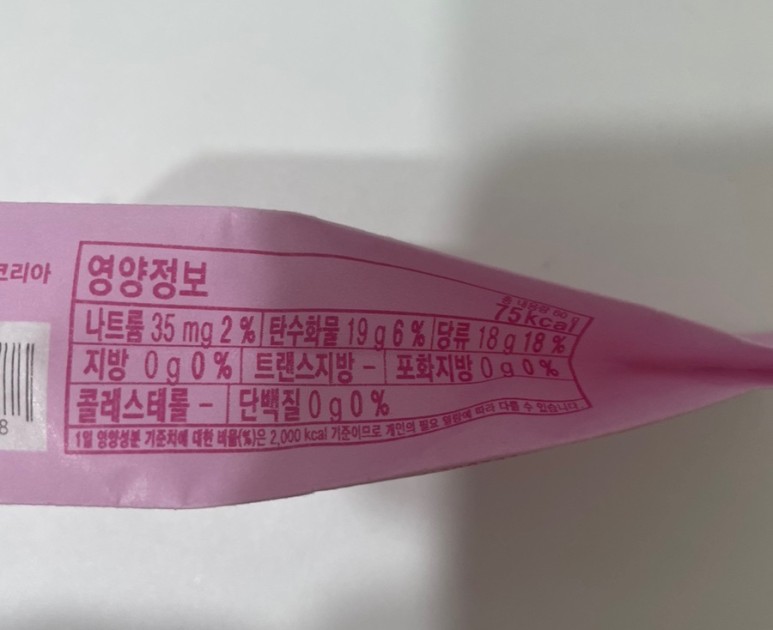 코리아
영양정보
총 내용량 60 g
75kcal
나트륨 35 mg 2 % 탄수화물 19 g 6 % 당류 18 g 18 %
지방 0 g 0 % 트랜스지방 - 포화지방 0 g 0 %
콜레스테롤 - 단백질 0 g 0 %
1일 영양성분 기준치에 대한 비율(%)은 2,000 kcal 기준이므로 개인의 필요 열량에 따라 다를 수 있습니다.
8